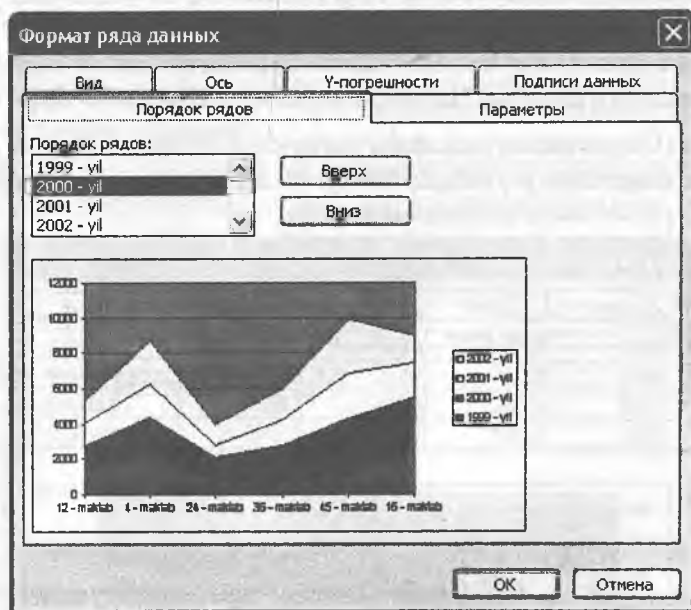 Формат ряда данных
Вид Ось Y-погрешности Подписи данных
Порядок рядов Параметры
Порядок рядов:
1999 - yil
2000 - yil
2001 - yil
2002 - yil
Вверх
Вниз
12000
10000
8000
6000
4000
2000
0
12 - maktab 4 - maktab 24 - maktab 36 - maktab 45 - maktab 16 - maktab
2002 - yil
2001 - yil
2000 - yil
1999 - yil
OK Отмена